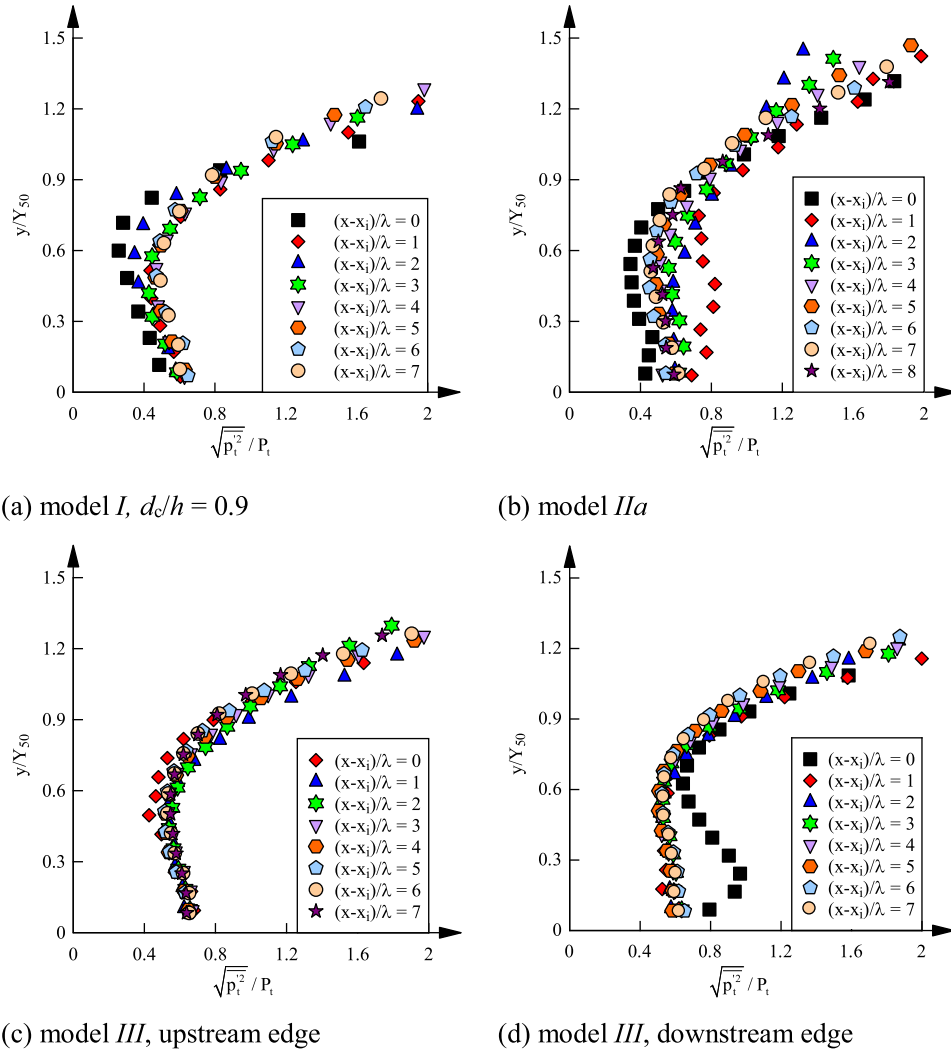 1.5
1.2
0.9
0.6
0.3
0
y/Y50
0 0.4 0.8 1.2 1.6 2
√p't² / Pt
(x-xi)/λ = 0
(x-xi)/λ = 1
(x-xi)/λ = 2
(x-xi)/λ = 3
(x-xi)/λ = 4
(x-xi)/λ = 5
(x-xi)/λ = 6
(x-xi)/λ = 7
(a) model I, dc/h = 0.9
1.5
1.2
0.9
0.6
0.3
0
y/Y50
0 0.4 0.8 1.2 1.6 2
√p't² / Pt
(x-xi)/λ = 0
(x-xi)/λ = 1
(x-xi)/λ = 2
(x-xi)/λ = 3
(x-xi)/λ = 4
(x-xi)/λ = 5
(x-xi)/λ = 6
(x-xi)/λ = 7
(x-xi)/λ = 8
(b) model IIa
1.5
1.2
0.9
0.6
0.3
0
y/Y50
0 0.4 0.8 1.2 1.6 2
√p't² / Pt
(x-xi)/λ = 0
(x-xi)/λ = 1
(x-xi)/λ = 2
(x-xi)/λ = 3
(x-xi)/λ = 4
(x-xi)/λ = 5
(x-xi)/λ = 6
(x-xi)/λ = 7
(c) model III, upstream edge
1.5
1.2
0.9
0.6
0.3
0
y/Y50
0 0.4 0.8 1.2 1.6 2
√p't² / Pt
(x-xi)/λ = 0
(x-xi)/λ = 1
(x-xi)/λ = 2
(x-xi)/λ = 3
(x-xi)/λ = 4
(x-xi)/λ = 5
(x-xi)/λ = 6
(x-xi)/λ = 7
(d) model III, downstream edge